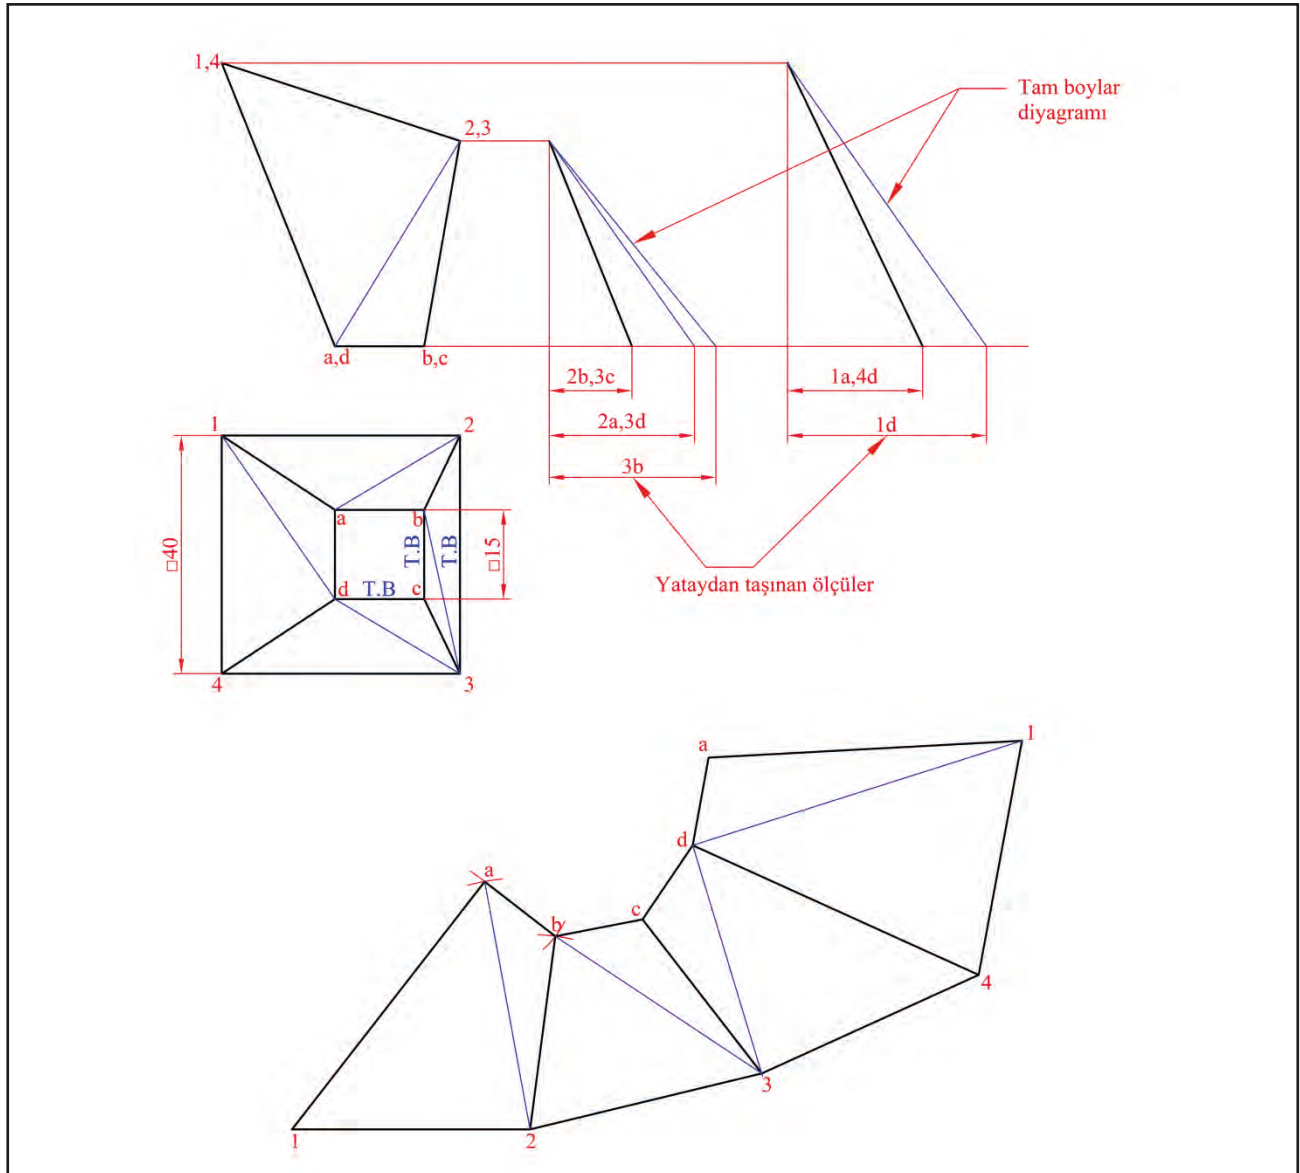 1,4
2,3
Tam boylar
diyagramı
a,d
b,c
2b,3c
1a,4d
2a,3d
1d
3b
1
2
□40
a
b
T.B
T.B
□15
d
T.B
c
4
3
Yataydan taşınan ölçüler
a
1
d
a
c
b
4
3
1
2